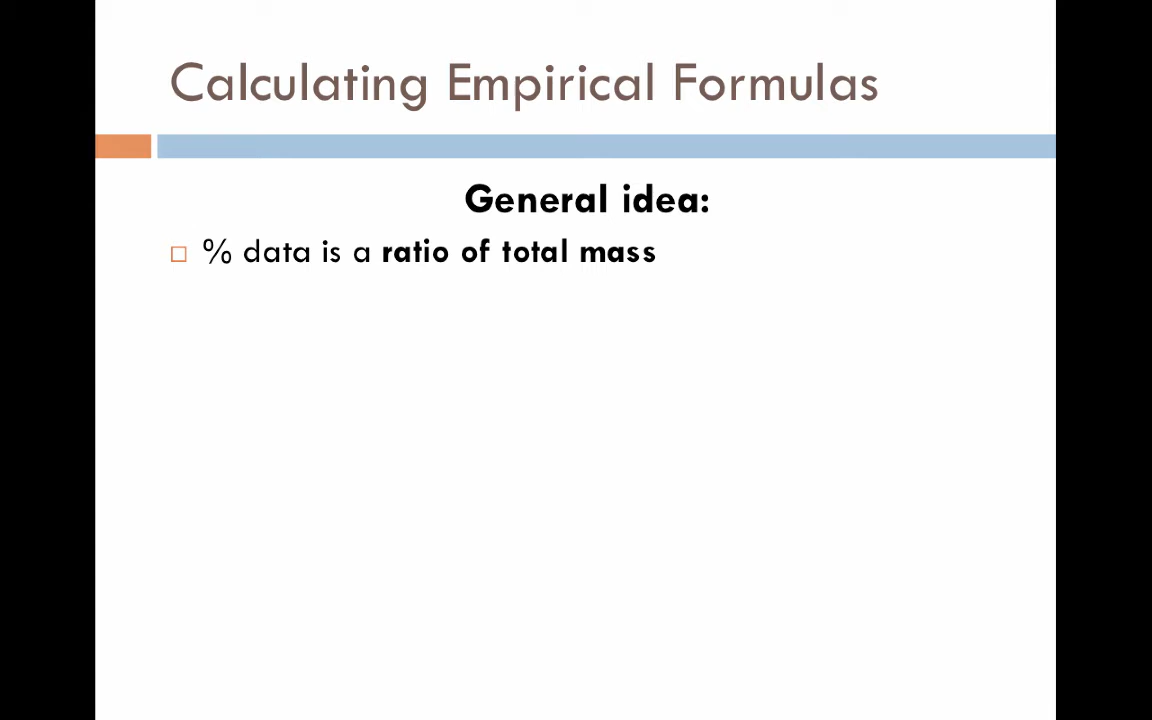 Calculating Empirical Formulas
General idea:
% data is a ratio of total mass